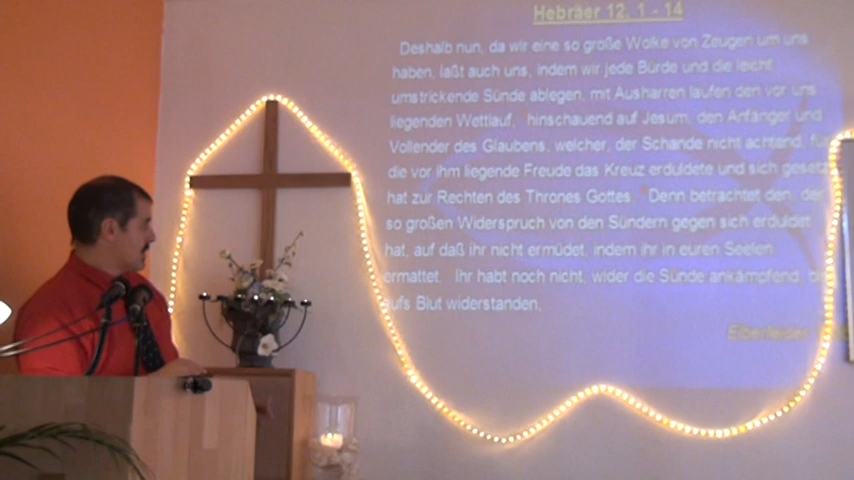 Hebräer 12, 1 - 14
Deshalb nun, da wir eine so große Wolke von Zeugen um uns
haben, laßt auch uns, indem wir jede Bürde und die leicht
umstrickende Sünde ablegen, mit Ausharren laufen den vor uns
liegenden Wettlauf, hinschauend auf Jesum, den Anfänger und
Vollender des Glaubens, welcher, der Schande nicht achtend, für
die vor ihm liegende Freude das Kreuz erduldete und sich gesetzt
hat zur Rechten des Thrones Gottes. Denn betrachtet den, der
so großen Widerspruch von den Sündern gegen sich erduldet
hat, auf daß ihr nicht ermüdet, indem ihr in euren Seelen
ermattet. Ihr habt noch nicht, wider die Sünde ankämpfend,
aufs Blut widerstanden,
Elberfelder